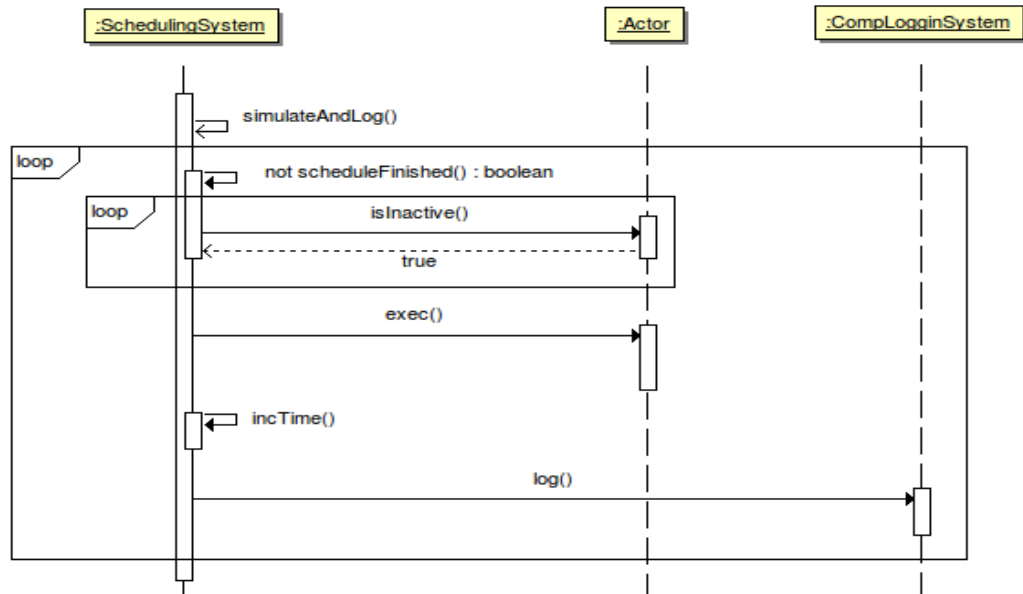 :SchedulingSystem
:Actor
:CompLogginSystem
simulateAndLog()
loop
not scheduleFinished() : boolean
loop
isInactive()
true
exec()
incTime()
log()